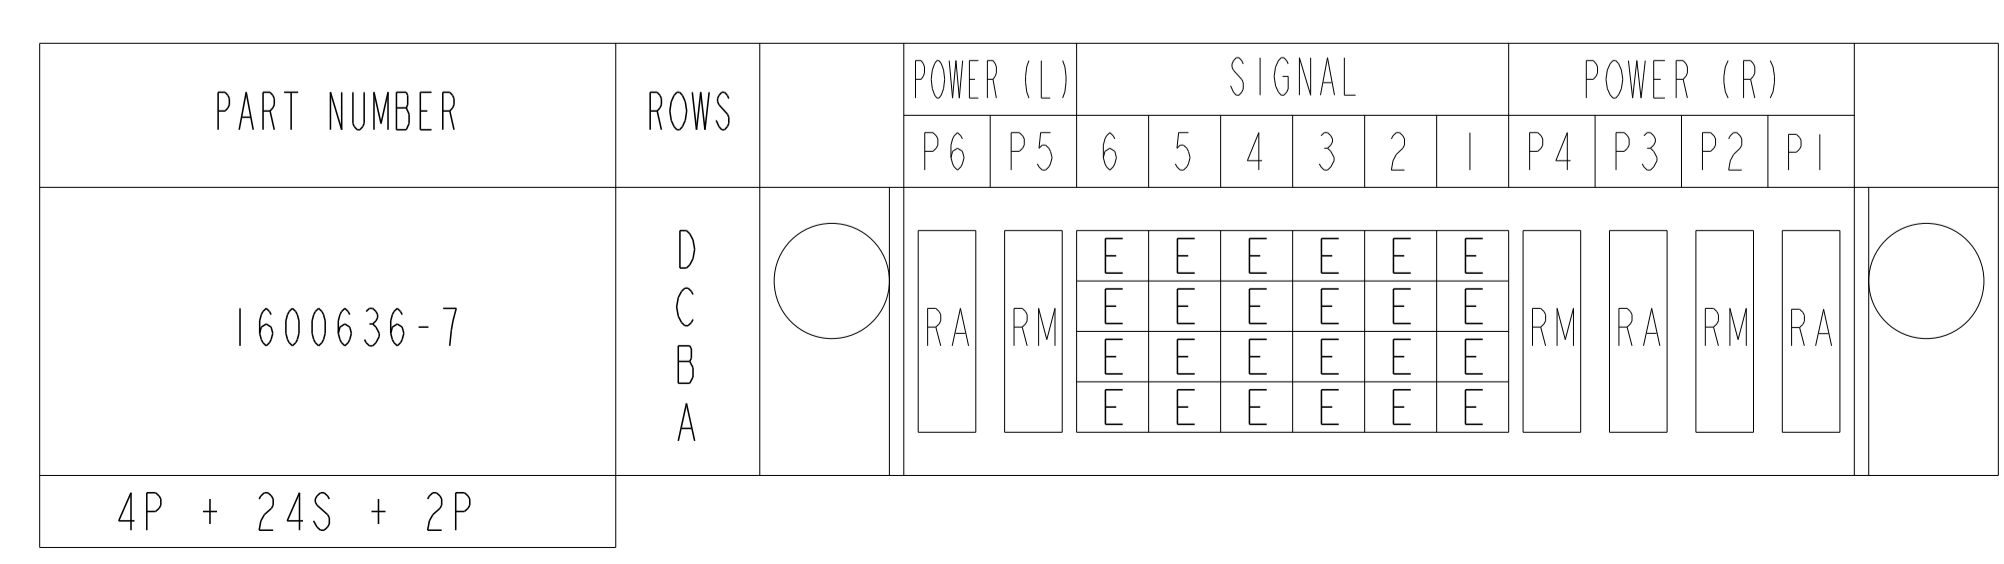 PART NUMBER ROWS POWER (L) SIGNAL POWER (R)
P6 P5 6 5 4 3 2 1 P4 P3 P2 P1
D E E E E E E
C E E E E E E
1600636-7 RA RM RM RA RM RA
B E E E E E E
A E E E E E E
4P + 24S + 2P